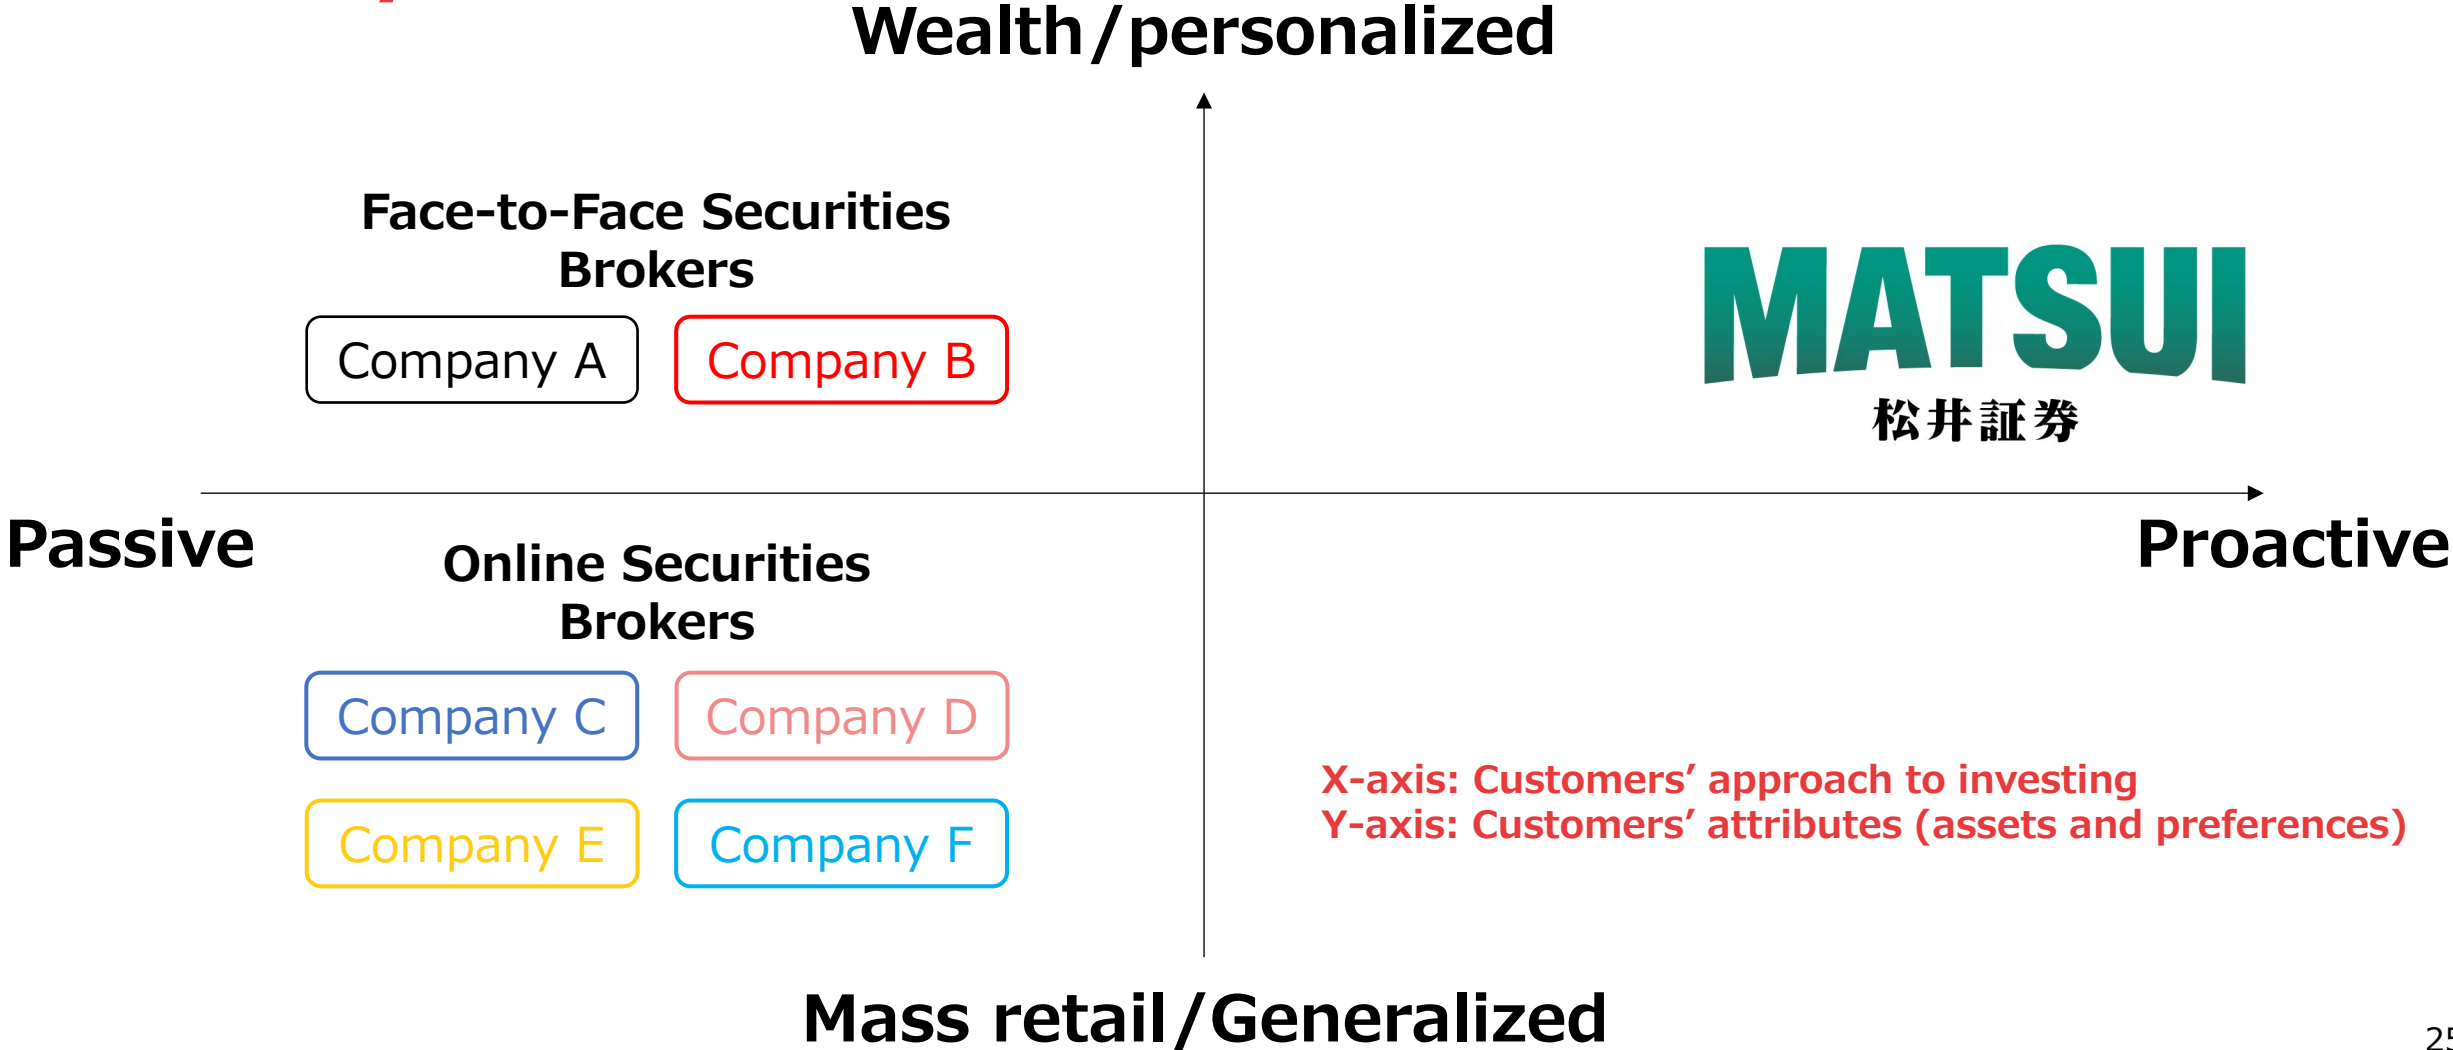 Wealth/personalized
Face-to-Face Securities
Brokers
Company A
Company B
MATSUI
松井証券
Passive
Proactive
Online Securities
Brokers
Company C
Company D
Company E
Company F
X-axis: Customers’ approach to investing
Y-axis: Customers’ attributes (assets and preferences)
Mass retail/Generalized
25